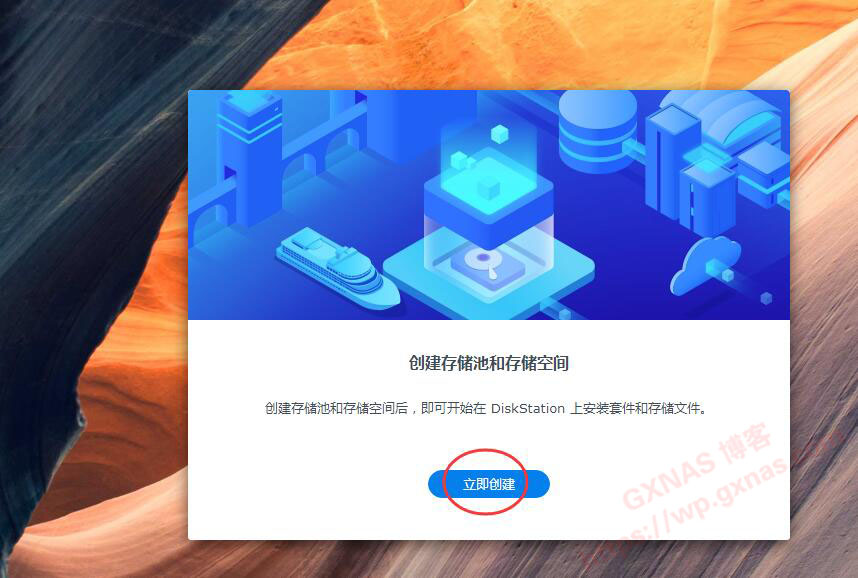 创建存储池和存储空间
创建存储池和存储空间后，即可开始在 DiskStation 上安装套件和存储文件。
立即创建
GXNAS 博客
://wp.gxnas.